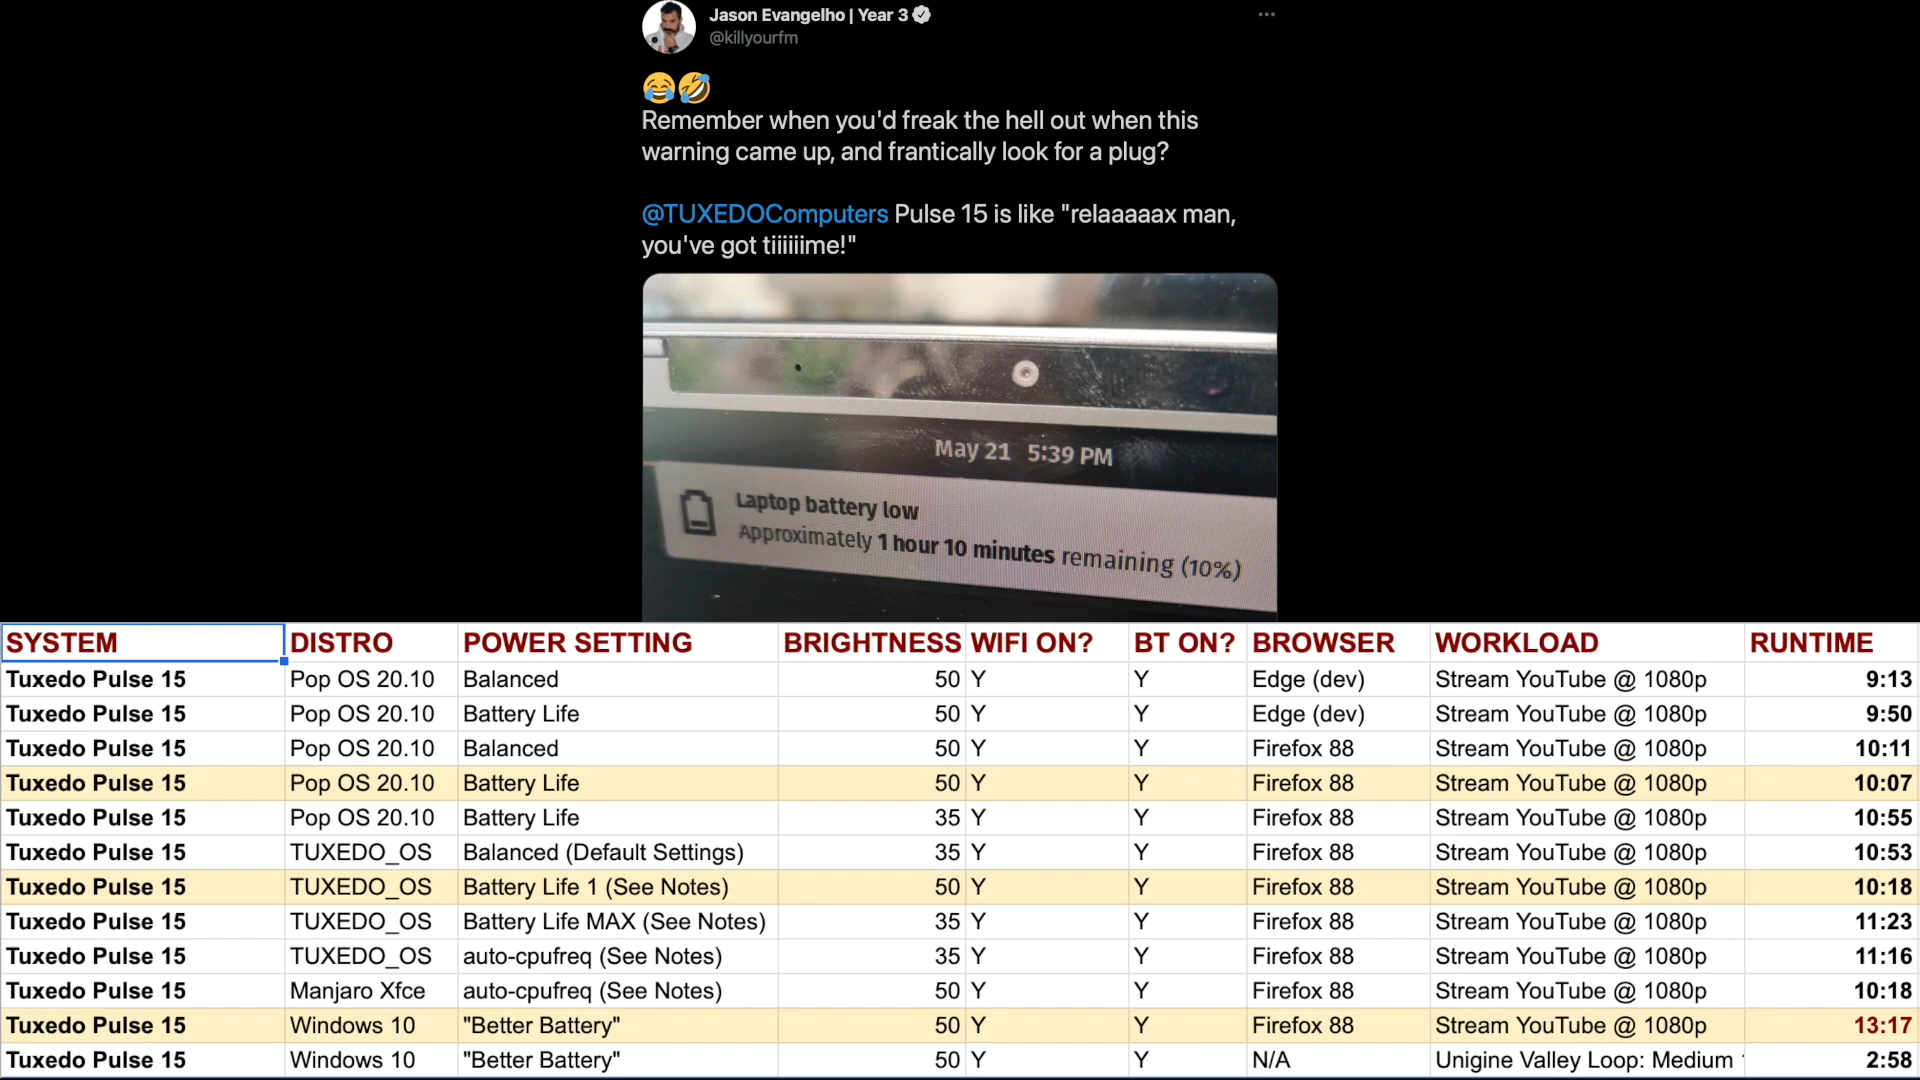 Jason Evangelho | Year 3
@killyourfm
😂🤣
Remember when you'd freak the hell out when this
warning came up, and frantically look for a plug?
@TUXEDOComputers Pulse 15 is like "relaaaaax man,
you've got tiiiiiime!"
May 21 5:39 PM
Laptop battery low
Approximately 1 hour 10 minutes remaining (10%)
SYSTEM DISTRO POWER SETTING BRIGHTNESS WIFI ON? BT ON? BROWSER WORKLOAD RUNTIME
Tuxedo Pulse 15 Pop OS 20.10 Balanced 50 Y Y Edge (dev) Stream YouTube @ 1080p 9:13
Tuxedo Pulse 15 Pop OS 20.10 Battery Life 50 Y Y Edge (dev) Stream YouTube @ 1080p 9:50
Tuxedo Pulse 15 Pop OS 20.10 Balanced 50 Y Y Firefox 88 Stream YouTube @ 1080p 10:11
Tuxedo Pulse 15 Pop OS 20.10 Battery Life 50 Y Y Firefox 88 Stream YouTube @ 1080p 10:07
Tuxedo Pulse 15 Pop OS 20.10 Battery Life 35 Y Y Firefox 88 Stream YouTube @ 1080p 10:55
Tuxedo Pulse 15 TUXEDO_OS Balanced (Default Settings) 35 Y Y Firefox 88 Stream YouTube @ 1080p 10:53
Tuxedo Pulse 15 TUXEDO_OS Battery Life 1 (See Notes) 50 Y Y Firefox 88 Stream YouTube @ 1080p 10:18
Tuxedo Pulse 15 TUXEDO_OS Battery Life MAX (See Notes) 35 Y Y Firefox 88 Stream YouTube @ 1080p 11:23
Tuxedo Pulse 15 TUXEDO_OS auto-cpufreq (See Notes) 35 Y Y Firefox 88 Stream YouTube @ 1080p 11:16
Tuxedo Pulse 15 Manjaro Xfce auto-cpufreq (See Notes) 50 Y Y Firefox 88 Stream YouTube @ 1080p 10:18
Tuxedo Pulse 15 Windows 10 "Better Battery" 50 Y Y Firefox 88 Stream YouTube @ 1080p 13:17
Tuxedo Pulse 15 Windows 10 "Better Battery" 50 Y Y N/A Unigine Valley Loop: Medium 2:58